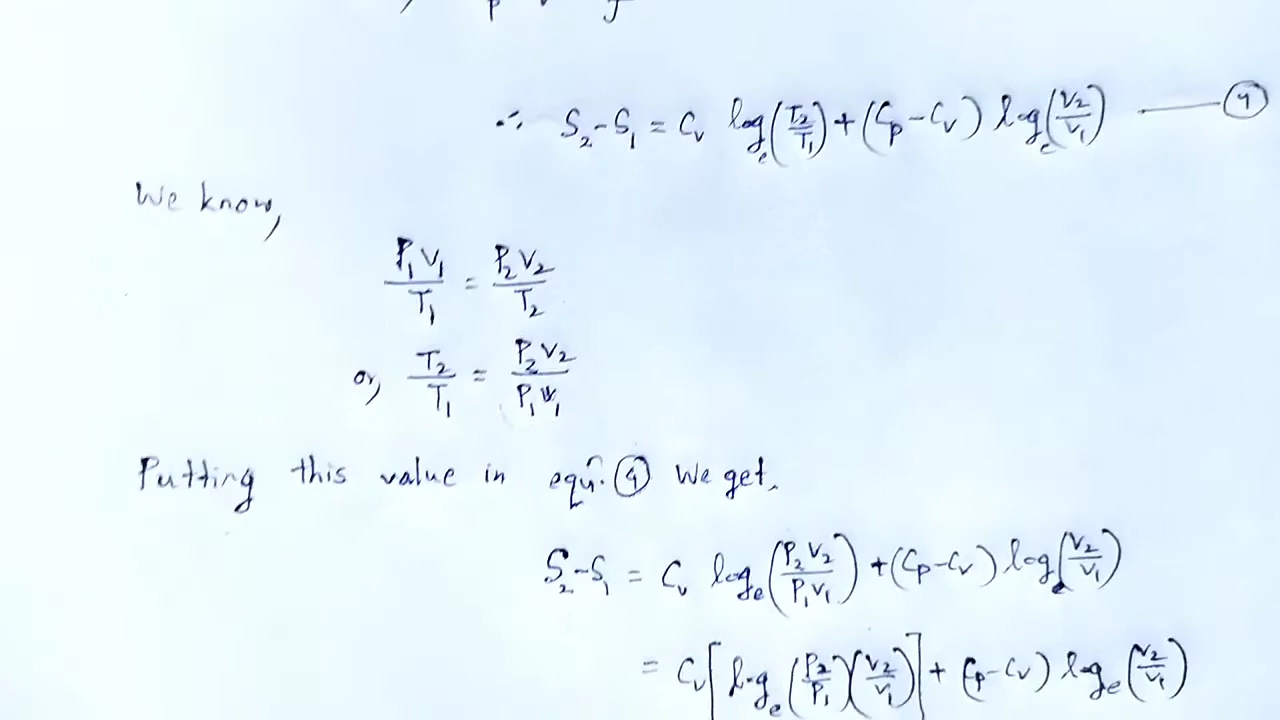 ∴ S₂-S₁ = Cᵥ logₑ(T₂/T₁) + (Cₚ-Cᵥ) logₑ(V₂/V₁) —— ④
We know,
P₁V₁/T₁ = P₂V₂/T₂
or, T₂/T₁ = P₂V₂/P₁V₁
Putting this value in equⁿ. ④ We get,
S₂-S₁ = Cᵥ logₑ(P₂V₂/P₁V₁) + (Cₚ-Cᵥ) logₑ(V₂/V₁)
= Cᵥ[logₑ(P₂/P₁)(V₂/V₁)] + (Cₚ-Cᵥ) logₑ(V₂/V₁)